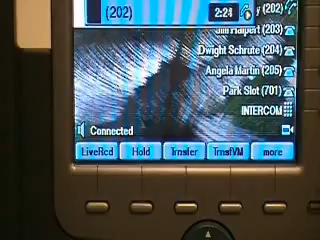 (202) 2:24 y (202)
Jim Halpert (203)
Dwight Schrute (204)
Angela Martin (205)
Park Slot (701)
INTERCOM
Connected
LiveRcd Hold Trnsfer TrnsfVM more